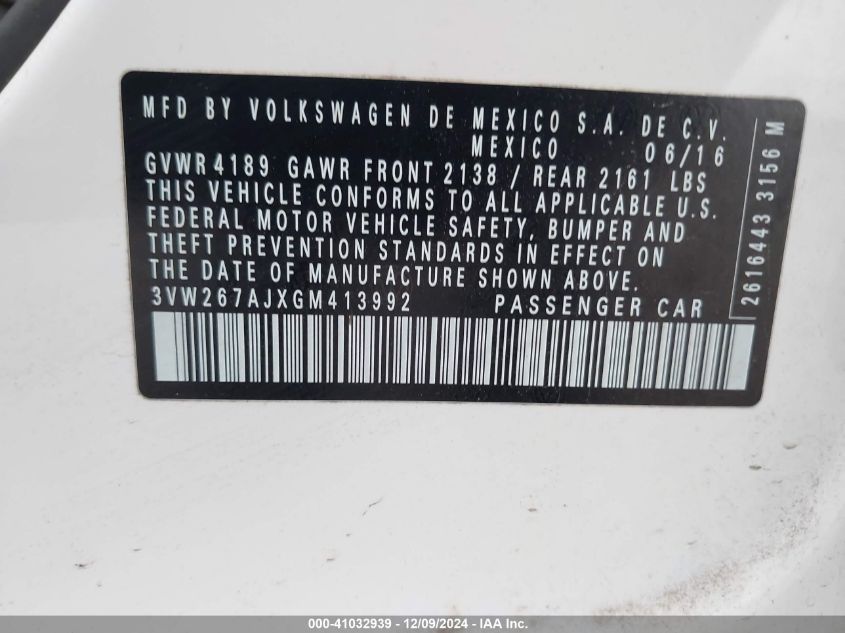 MFD BY VOLKSWAGEN DE MEXICO S.A. DE C.V.
MEXICO 06/16
GVWR 4189 GAWR FRONT 2138 / REAR 2161 LBS
THIS VEHICLE CONFORMS TO ALL APPLICABLE U.S.
FEDERAL MOTOR VEHICLE SAFETY, BUMPER AND
THEFT PREVENTION STANDARDS IN EFFECT ON
THE DATE OF MANUFACTURE SHOWN ABOVE.
3VW267AJXGM413992 PASSENGER CAR
2616443 3156 M
000-41032939 - 12/09/2024 - IAA Inc.